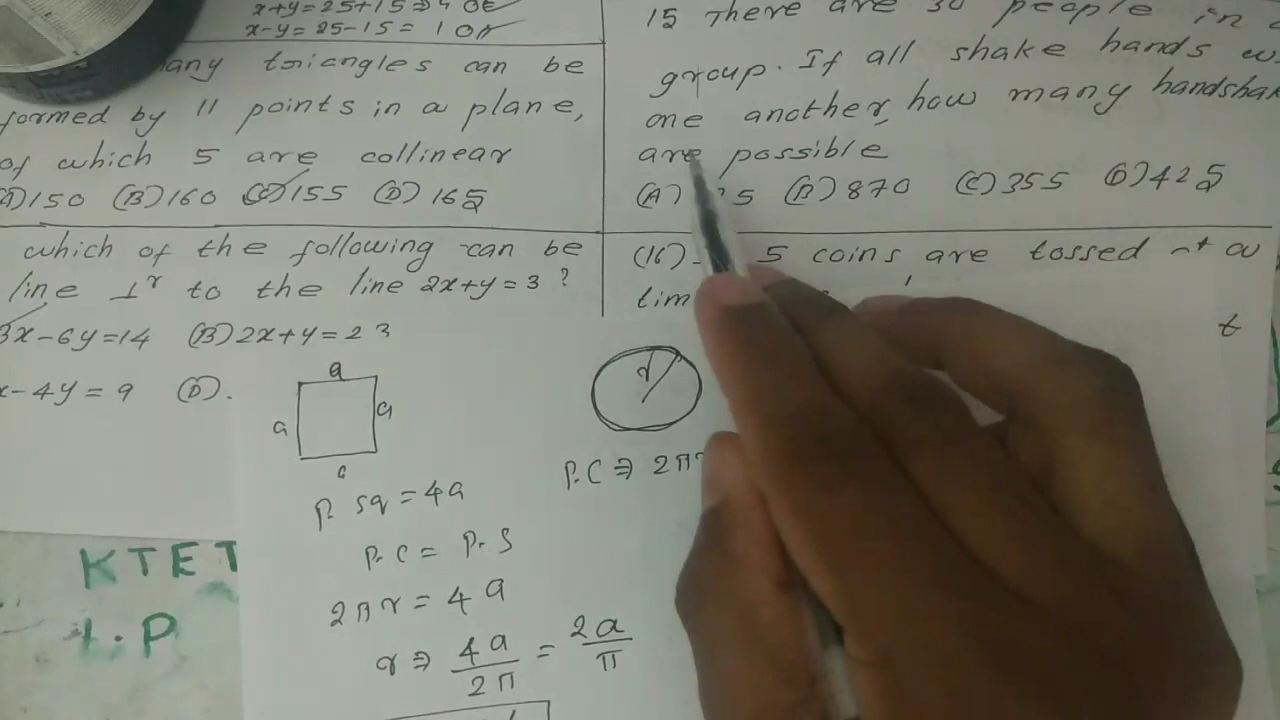 x+y=25+15⇒40
x-y=25-15=10
triangles can be
formed by 11 points in a plane,
of which 5 are collinear
150 (B)160 (C)155 (D)165
which of the following can be
line ⊥r to the line 2x+y=3?
3x-6y=14 (B)2x+y=23
-4y=9 (D).
15 There are 30 people in
group. If all shake hands
one another, how many
are possible
(A) 35 (B)870 (C)355 (D)425
(16) 5 coins, are tossed at a
t
a
a
a
r
P.C⇒2π
P. sq=4a
P.C=P.S
2πr=4a
r⇒4a/2π=2a/π
KTET
L.P